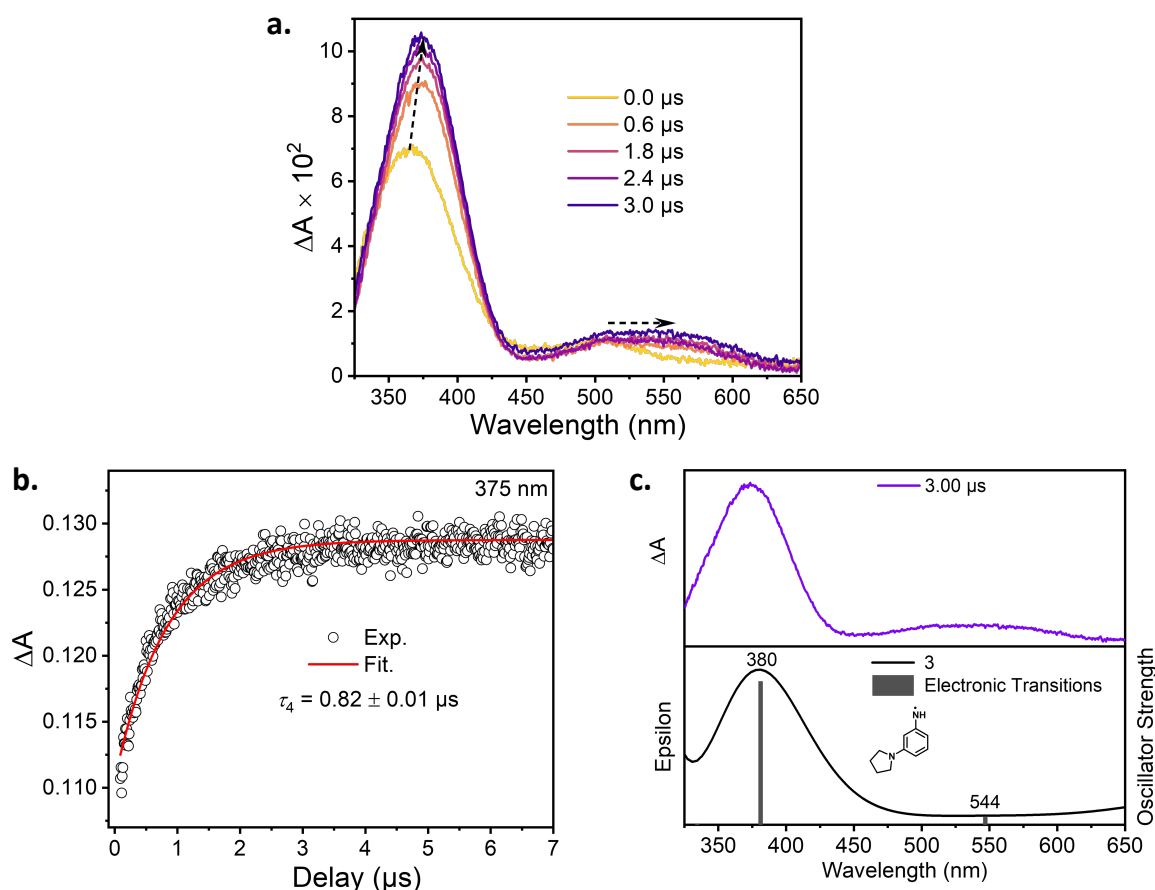 a.
ΔA × 10²
10
8
6
4
2
0
0.0 µs
0.6 µs
1.8 µs
2.4 µs
3.0 µs
350 400 450 500 550 600 650
Wavelength (nm)
b.
375 nm
ΔA
0.130
0.125
0.120
0.115
0.110
Exp.
Fit.
τ₄ = 0.82 ± 0.01 µs
0 1 2 3 4 5 6 7
Delay (µs)
c.
3.00 µs
ΔA
380
3
Electronic Transitions
ṄH
N
544
Epsilon
Oscillator Strength
350 400 450 500 550 600 650
Wavelength (nm)